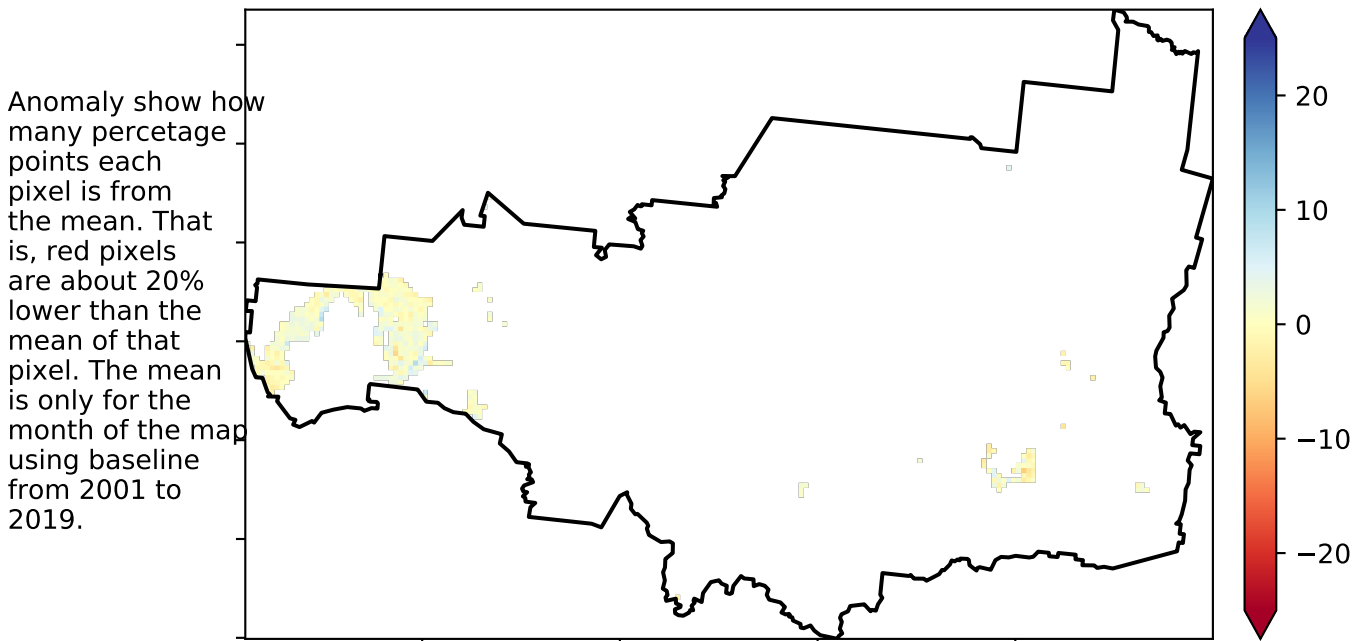 Anomaly show how
many percetage
points each
pixel is from
the mean. That
is, red pixels
are about 20%
lower than the
mean of that
pixel. The mean
is only for the
month of the map
using baseline
from 2001 to
2019.
20
10
0
−10
−20